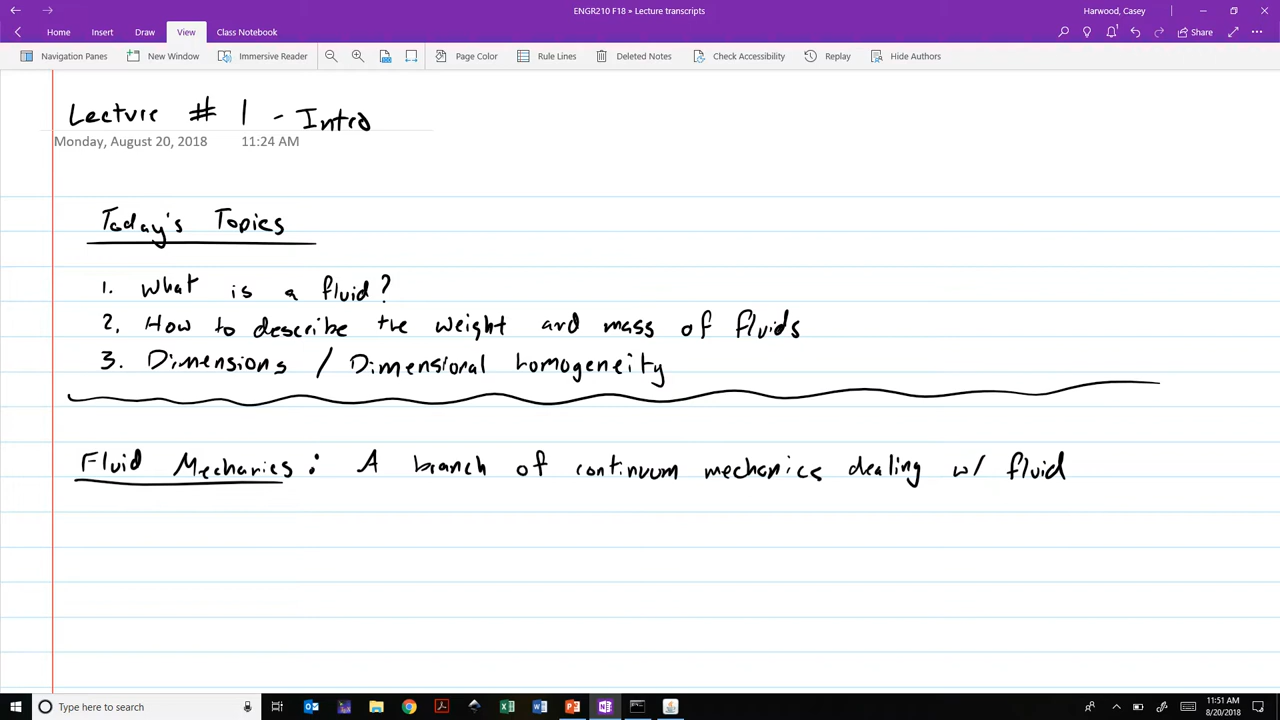 ENGR210 F18 » Lecture transcripts
Harwood, Casey
Home Insert Draw View Class Notebook
Share
Navigation Panes New Window Immersive Reader Page Color Rule Lines Deleted Notes Check Accessibility Replay Hide Authors
Lecture # 1 - Intro
Monday, August 20, 2018 11:24 AM
Today's Topics
1. What is a fluid?
2. How to describe the weight and mass of fluids
3. Dimensions / Dimensional homogeneity
Fluid Mechanics: A branch of continuum mechanics dealing w/ fluid
Type here to search
11:51 AM
8/20/2018